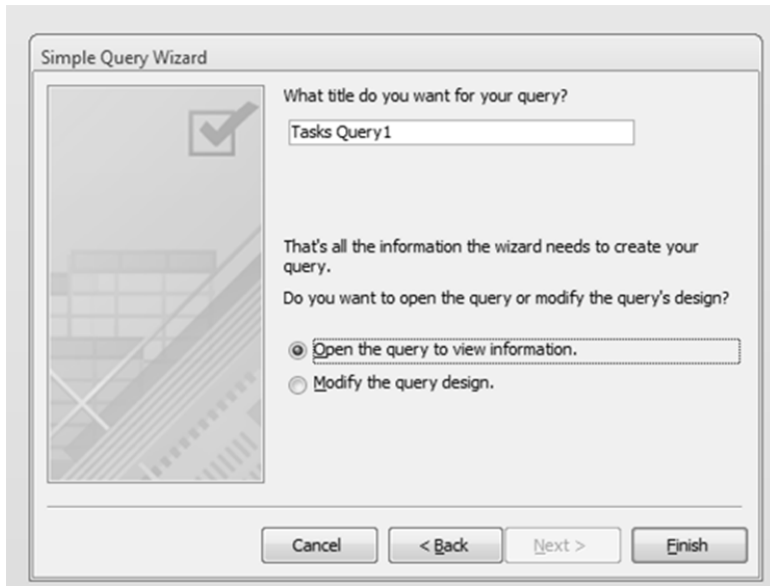 Simple Query Wizard
What title do you want for your query?
Tasks Query1
That's all the information the wizard needs to create your
query.
Do you want to open the query or modify the query's design?
Open the query to view information.
Modify the query design.
Cancel
< Back
Next >
Finish